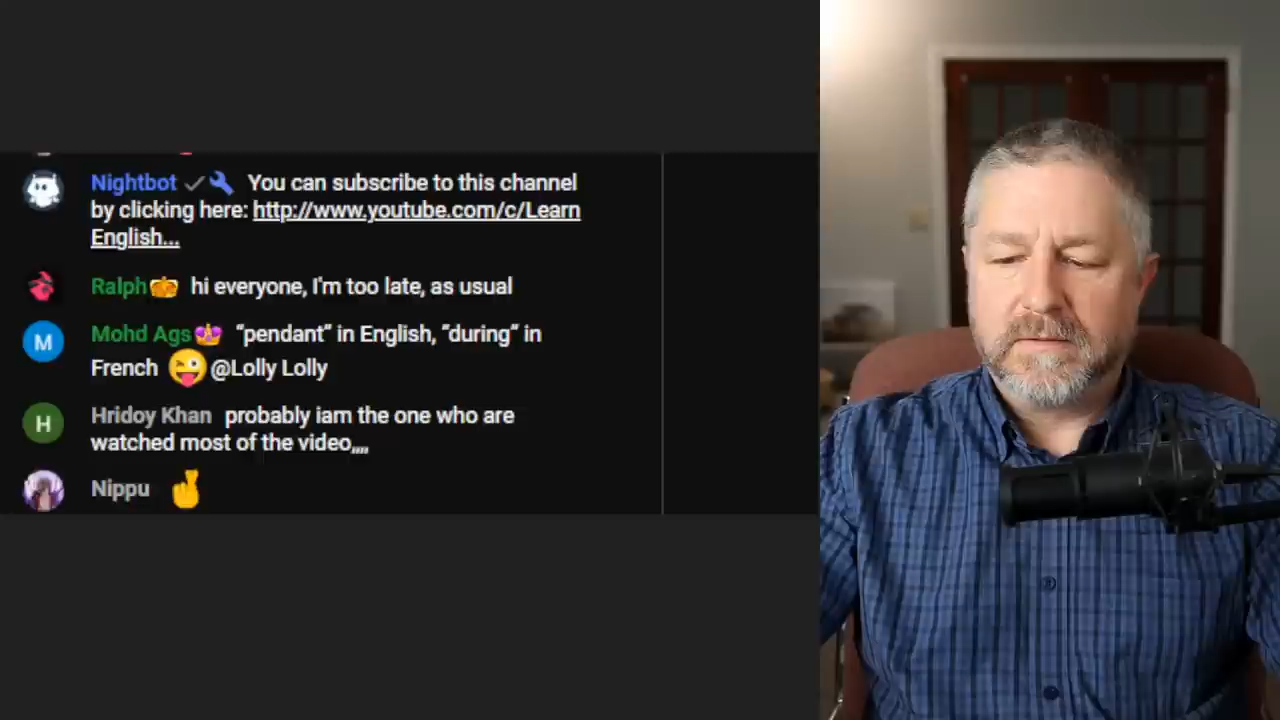 Nightbot You can subscribe to this channel
by clicking here: http://www.youtube.com/c/Learn
English...
Ralph hi everyone, I'm too late, as usual
Mohd Ags “pendant“ in English, “during“ in
French @Lolly Lolly
M
Hridoy Khan probably iam the one who are
H
watched most of the video,,,,
Nippu